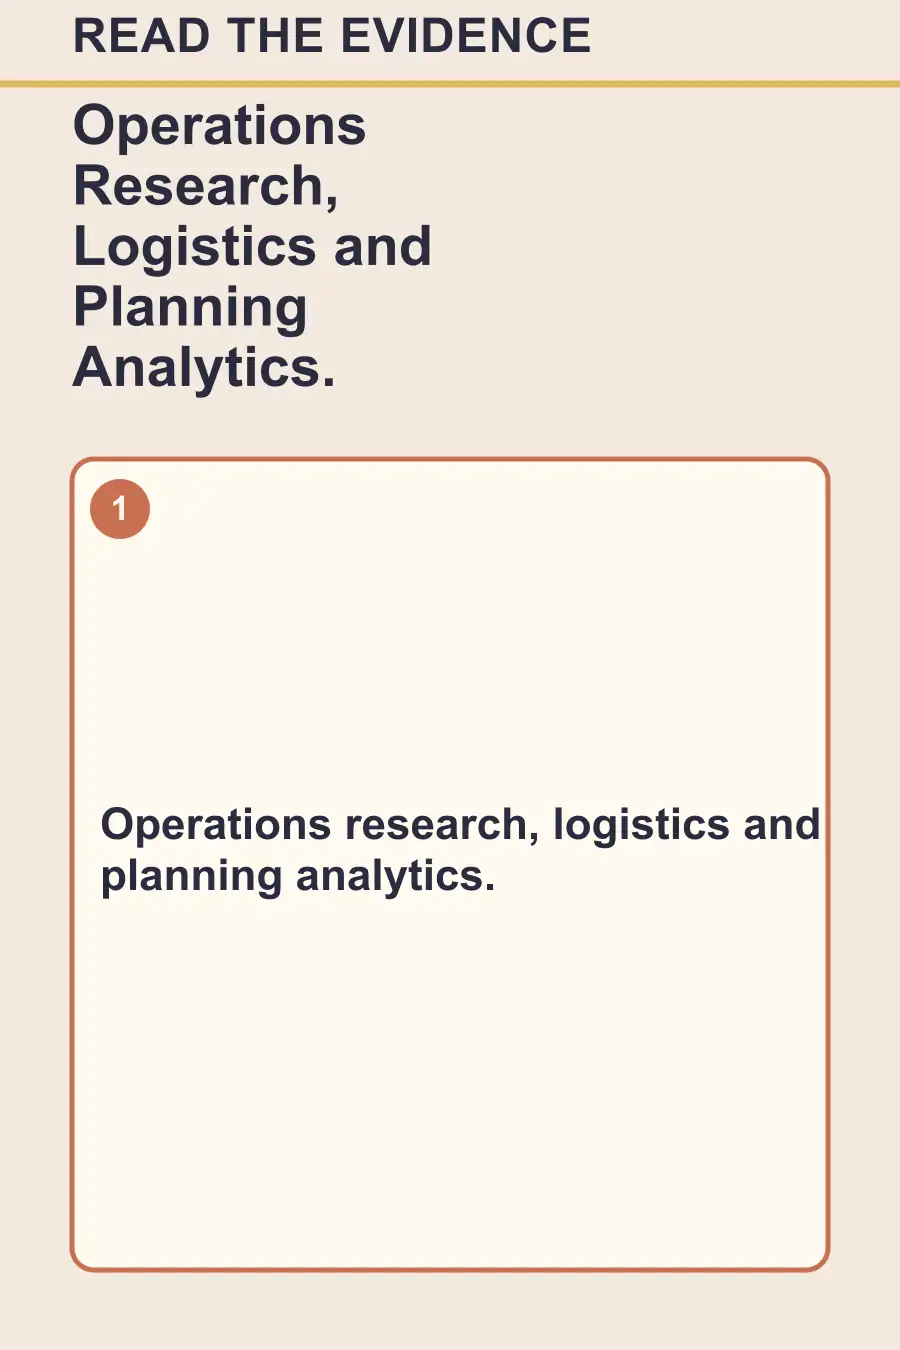 READ THE EVIDENCE
Operations
Research,
Logistics and
Planning
Analytics.
1
Operations research, logistics and
planning analytics.